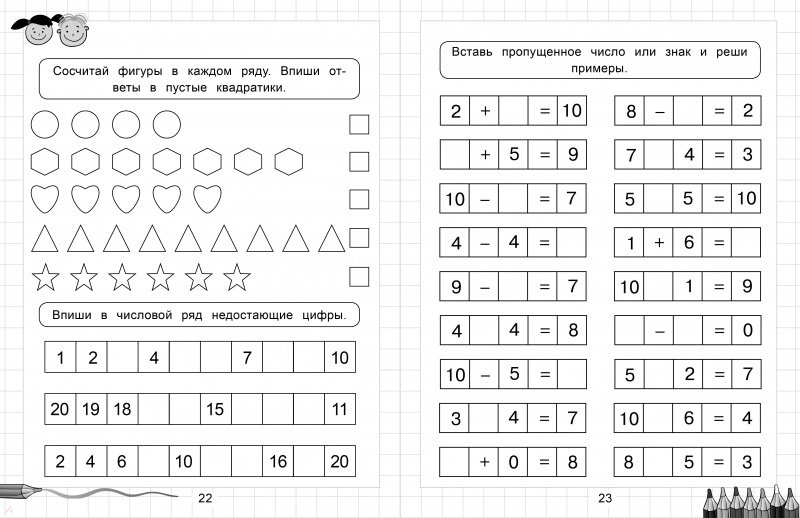 Сосчитай фигуры в каждом ряду. Впиши от-
веты в пустые квадратики.
Впиши в числовой ряд недостающие цифры.
1 2 4 7 10
20 19 18 15 11
2 4 6 10 16 20
22
Вставь пропущенное число или знак и реши
примеры.
2 + = 10
+ 5 = 9
10 – = 7
4 – 4 =
9 – = 7
4 4 = 8
10 – 5 =
3 4 = 7
+ 0 = 8
8 – = 2
7 4 = 3
5 5 = 10
1 + 6 =
10 1 = 9
– = 0
5 2 = 7
10 6 = 4
8 5 = 3
23